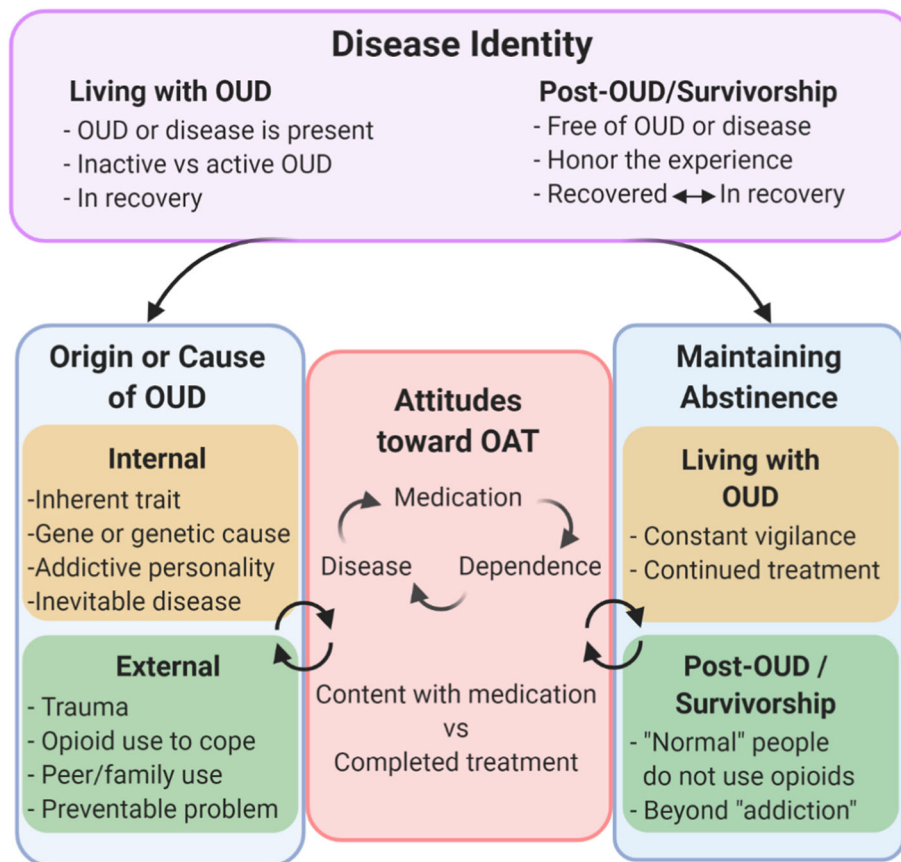 Disease Identity
Living with OUD
- OUD or disease is present
- Inactive vs active OUD
- In recovery
Post-OUD/Survivorship
- Free of OUD or disease
- Honor the experience
- Recovered ↔ In recovery
Origin or Cause
of OUD
Internal
-Inherent trait
-Gene or genetic cause
-Addictive personality
-Inevitable disease
External
- Trauma
- Opioid use to cope
- Peer/family use
- Preventable problem
Attitudes
toward OAT
Medication
Disease
Dependence
Content with medication
vs
Completed treatment
Maintaining
Abstinence
Living with
OUD
- Constant vigilance
- Continued treatment
Post-OUD /
Survivorship
- "Normal" people
do not use opioids
- Beyond "addiction"